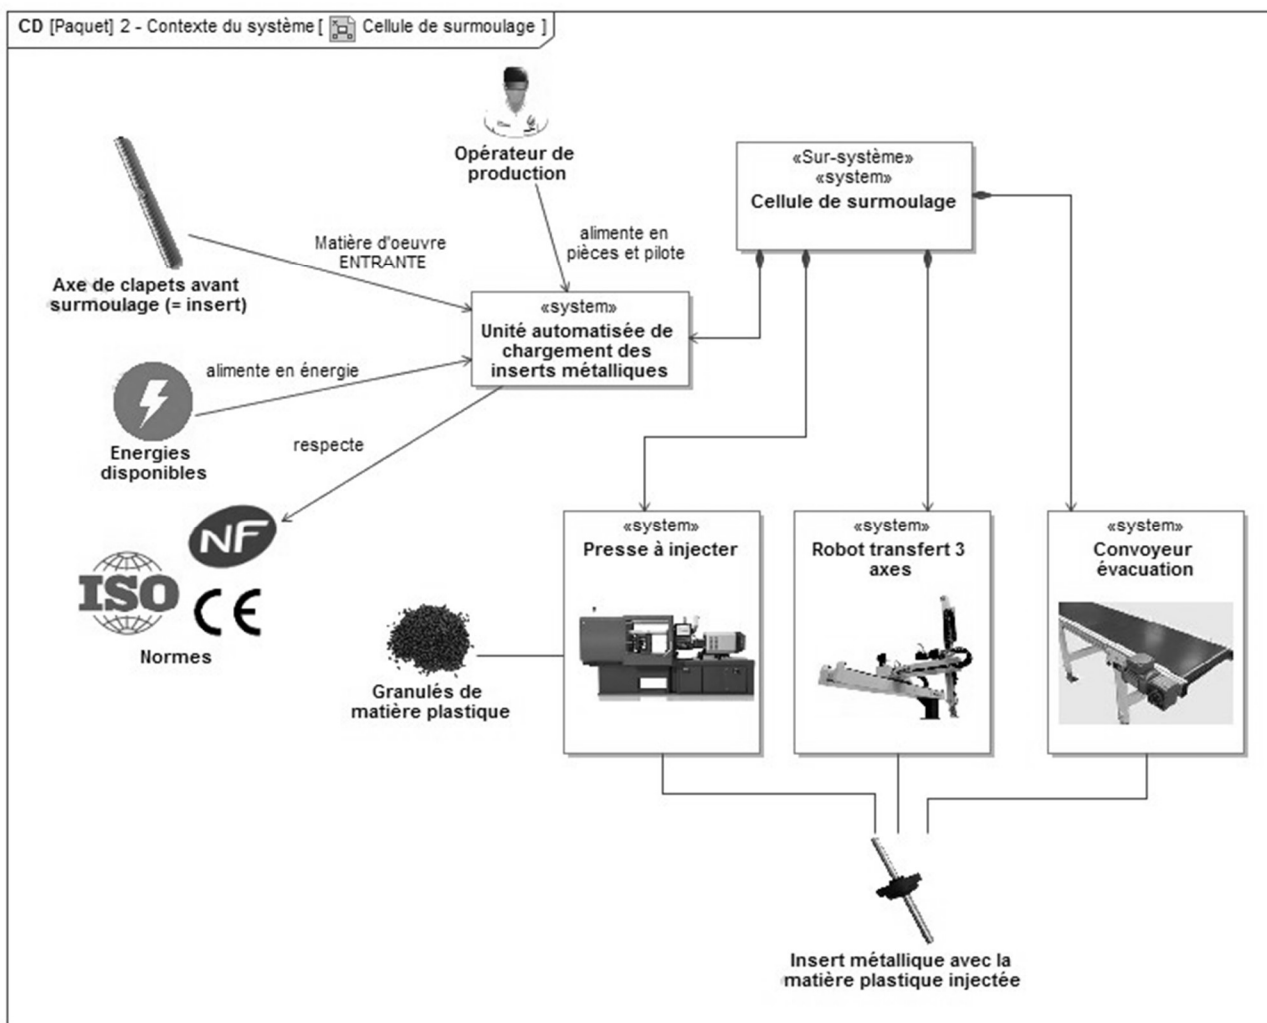 CD [Paquet] 2 - Contexte du système [ Cellule de surmoulage ]
Opérateur de
production
«Sur-système»
«system»
Cellule de surmoulage
alimente en
pièces et pilote
Matière d'oeuvre
ENTRANTE
Axe de clapets avant
surmoulage (= insert)
«system»
Unité automatisée de
chargement des
inserts métalliques
alimente en énergie
Energies
disponibles
respecte
NF
ISO
CE
Normes
«system»
Presse à injecter
«system»
Robot transfert 3
axes
«system»
Convoyeur
évacuation
Granulés de
matière plastique
Insert métallique avec la
matière plastique injectée